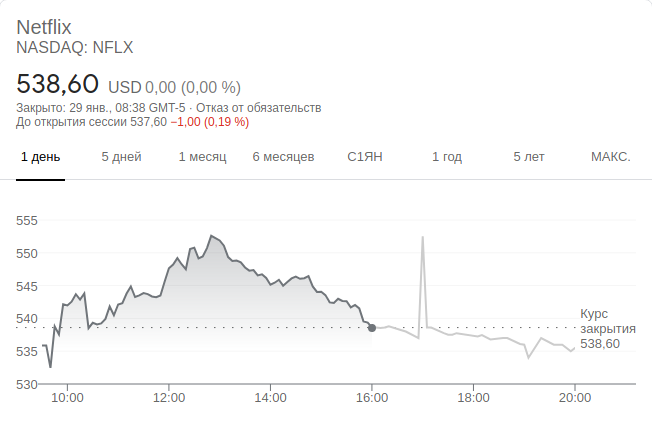 Netflix
NASDAQ: NFLX
538,60 USD 0,00 (0,00 %)
Закрыто: 29 янв., 08:38 GMT-5 · Отказ от обязательств
До открытия сессии 537,60 −1,00 (0,19 %)
1 день 5 дней 1 месяц 6 месяцев С1ЯН 1 год 5 лет МАКС.
555
550
545
540
535
530
Курс
закрытия
538,60
10:00 12:00 14:00 16:00 18:00 20:00